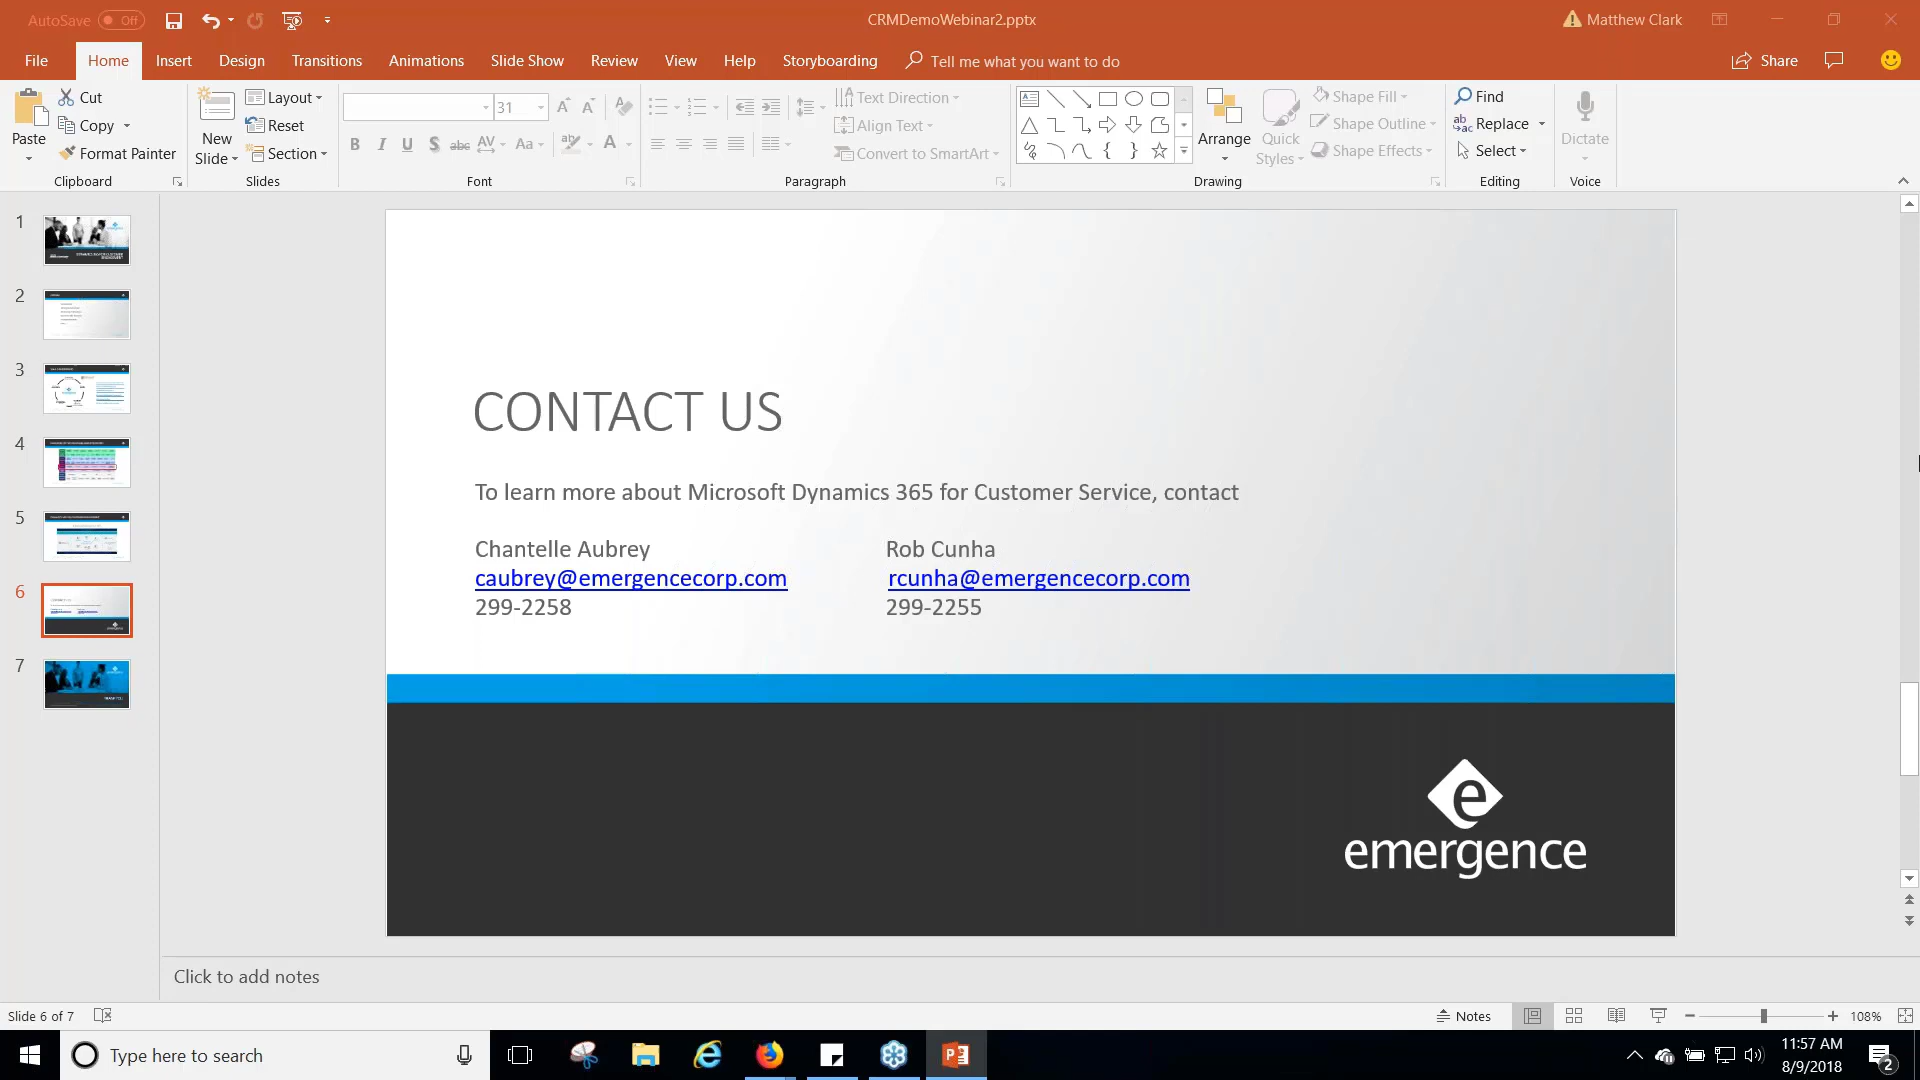 AutoSave Off
CRMDemoWebinar2.pptx
Matthew Clark
File Home Insert Design Transitions Animations Slide Show Review View Help Storyboarding Tell me what you want to do Share
Paste Cut Copy Format Painter Clipboard
New Slide Layout Reset Section Slides
31 B I U S abc AV Aa A Font
Text Direction Align Text Convert to SmartArt Paragraph
Arrange Quick Styles Shape Fill Shape Outline Shape Effects Drawing
Find Replace Select Editing
Dictate Voice
1
2
3
4
5
6
7
CONTACT US
To learn more about Microsoft Dynamics 365 for Customer Service, contact
Chantelle Aubrey Rob Cunha
caubrey@emergencecorp.com rcunha@emergencecorp.com
299-2258 299-2255
e
emergence
Click to add notes
Slide 6 of 7 Notes 108%
Type here to search
11:57 AM
8/9/2018
2